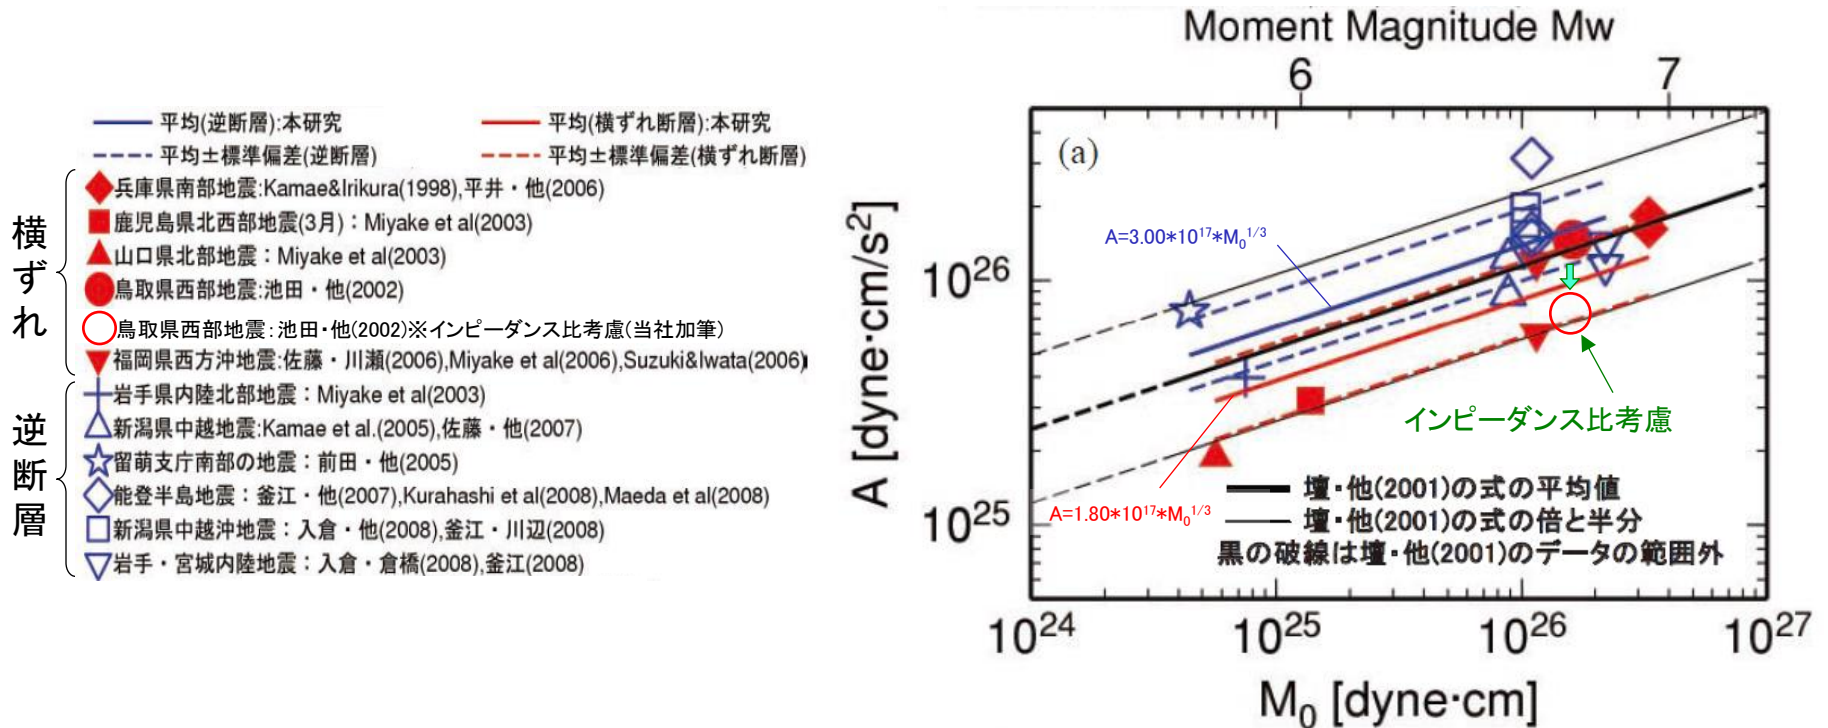 平均(逆断層):本研究
平均(横ずれ断層):本研究
平均±標準偏差(逆断層)
平均±標準偏差(横ずれ断層)
横ずれ
兵庫県南部地震:Kamae&Irikura(1998),平井・他(2006)
鹿児島県北西部地震(3月)：Miyake et al(2003)
山口県北部地震：Miyake et al(2003)
鳥取県西部地震:池田・他(2002)
鳥取県西部地震:池田・他(2002)※インピーダンス比考慮(当社加筆)
福岡県西方沖地震:佐藤・川瀬(2006),Miyake et al(2006),Suzuki&Iwata(2006)
逆断層
岩手県内陸北部地震：Miyake et al(2003)
新潟県中越地震:Kamae et al.(2005),佐藤・他(2007)
留萌支庁南部の地震：前田・他(2005)
能登半島地震：釜江・他(2007),Kurahashi et al(2008),Maeda et al(2008)
新潟県中越沖地震：入倉・他(2008),釜江・川辺(2008)
岩手・宮城内陸地震：入倉・倉橋(2008),釜江(2008)
Moment Magnitude Mw
6
7
(a)
A=3.00*10¹⁷*M₀¹/³
A [dyne·cm/s²]
10²⁶
インピーダンス比考慮
壇・他(2001)の式の平均値
A=1.80*10¹⁷*M₀¹/³
10²⁵
壇・他(2001)の式の倍と半分
黒の破線は壇・他(2001)のデータの範囲外
10²⁴
10²⁵
10²⁶
10²⁷
M₀ [dyne·cm]